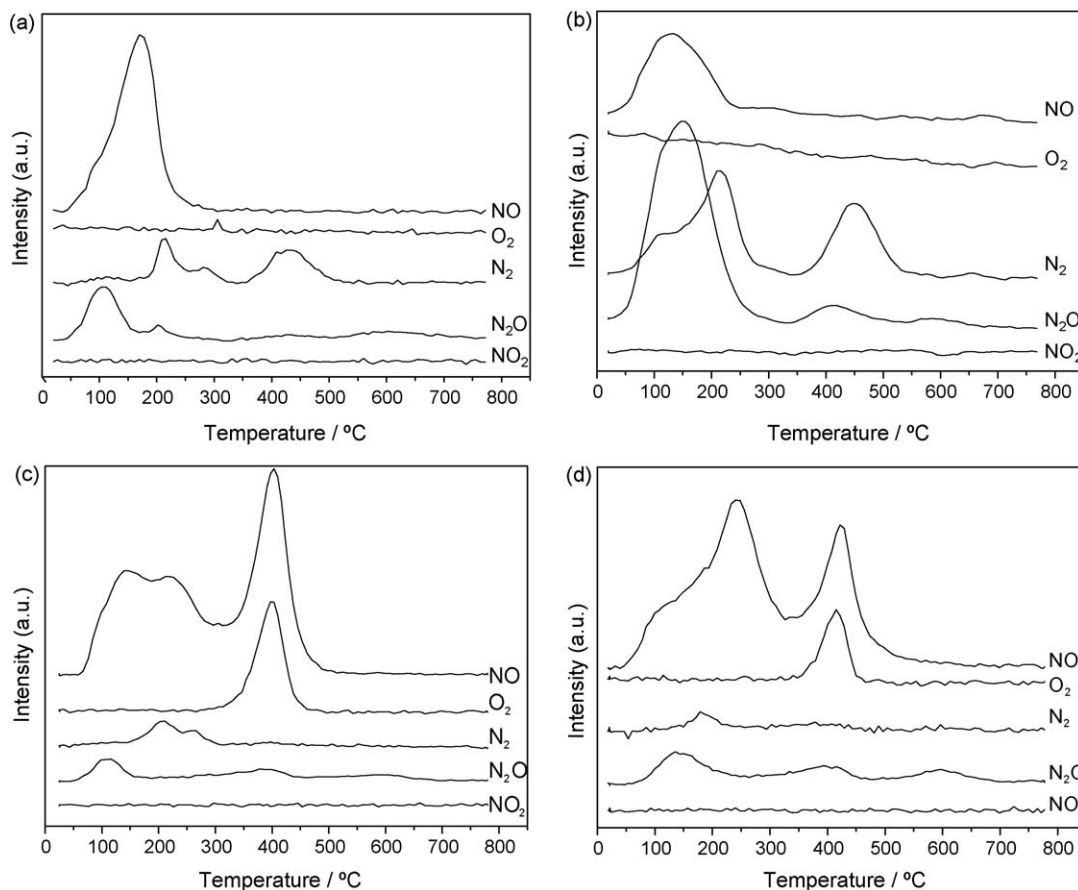 (a)
Intensity (a.u.)
NO
O₂
N₂
N₂O
NO₂
0 100 200 300 400 500 600 700 800
Temperature / ºC
(b)
Intensity (a.u.)
NO
O₂
N₂
N₂O
NO₂
0 100 200 300 400 500 600 700 800
Temperature / ºC
(c)
Intensity (a.u.)
NO
O₂
N₂
N₂O
NO₂
0 100 200 300 400 500 600 700 800
Temperature / ºC
(d)
Intensity (a.u.)
NO
O₂
N₂
N₂O
NO
0 100 200 300 400 500 600 700 800
Temperature / ºC